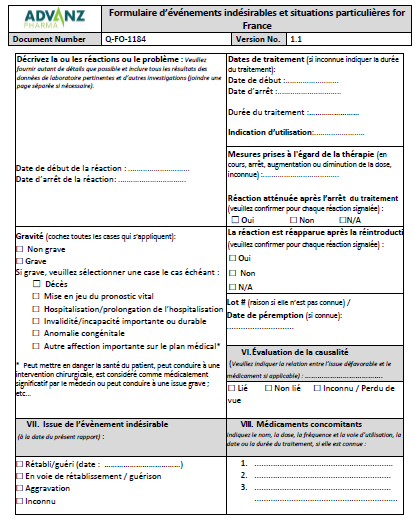 ADVANZ
PHARMA
Formulaire d’événements indésirables et situations particulières for
France
Document Number
Q-FO-1184
Version No.
1.1
Décrivez la ou les réactions ou le problème : Veuillez
fournir autant de détails que possible et inclure tous les résultats des
données de laboratoire pertinentes et d’autres investigations (joindre une
page séparée si nécessaire).
Date de début de la réaction : ……………………
Date d’arrêt de la réaction: ……………………
Dates de traitement (si inconnue indiquer la durée
du traitement):
Date de début :……………………
Date d’arrêt :……………………
Durée du traitement :……………………
Indication d’utilisation:……………………
Mesures prises à l’égard de la thérapie (en
cours, arrêt, augmentation ou diminution de la dose,
inconnue) :……………………
Réaction atténuée après l’arrêt du traitement
(veuillez confirmer pour chaque réaction signalée) :
☐ Oui ☐ Non ☐N/A
Gravité (cochez toutes les cases qui s’appliquent):
☐ Non grave
☐ Grave
Si grave, veuillez sélectionner une case le cas échéant :
☐ Décès
☐ Mise en jeu du pronostic vital
☐ Hospitalisation/prolongation de l’hospitalisation
☐ Invalidité/incapacité importante ou durable
☐ Anomalie congénitale
☐ Autre affection importante sur le plan médical*
* Peut mettre en danger la santé du patient, peut conduire à une
intervention chirurgicale, est considéré comme médicalement
significatif par le médecin ou peut conduire à une issue grave ;
etc…
La réaction est réapparue après la réintroducti
(veuillez confirmer pour chaque réaction signalée) :
☐ Oui
☐ Non
☐ N/A
Lot # (raison si elle n’est pas connue) /
Date de péremption (si connue):
……………………
VI.Évaluation de la causalité
(Veuillez indiquer la relation entre l’issue défavorable et le
médicament si applicable) : ……………………
☐ Lié ☐ Non lié ☐ Inconnu / Perdu de
vue
VII. Issue de l’évènement indésirable
(à la date du présent rapport) :
☐ Rétabli/guéri (date : ……………………)
☐ En voie de rétablissement / guérison
☐ Aggravation
☐ Inconnu
VIII. Médicaments concomitants
Indiquez le nom, la dose, la fréquence et la voie d’utilisation, la
date ou la durée du traitement, si elle est connue :
1. ……………………
2. ……………………
3. ……………………